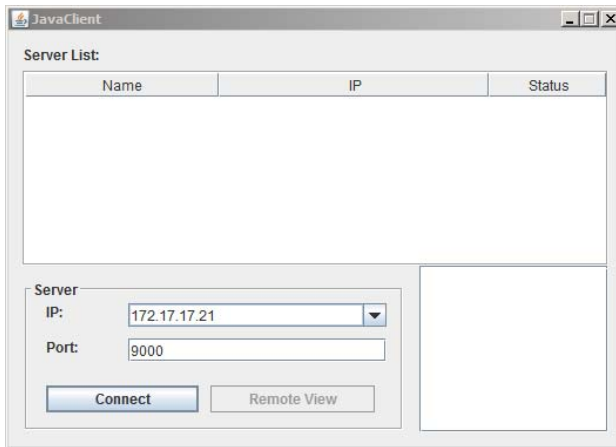 JavaClient
Server List:
Name IP Status
Server
IP: 172.17.17.21
Port: 9000
Connect Remote View